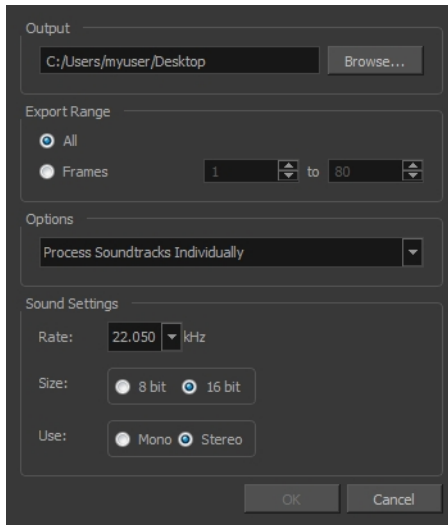 Output
C:/Users/myuser/Desktop Browse...
Export Range
All
Frames 1 to 80
Options
Process Soundtracks Individually
Sound Settings
Rate: 22.050 kHz
Size: 8 bit 16 bit
Use: Mono Stereo
OK Cancel